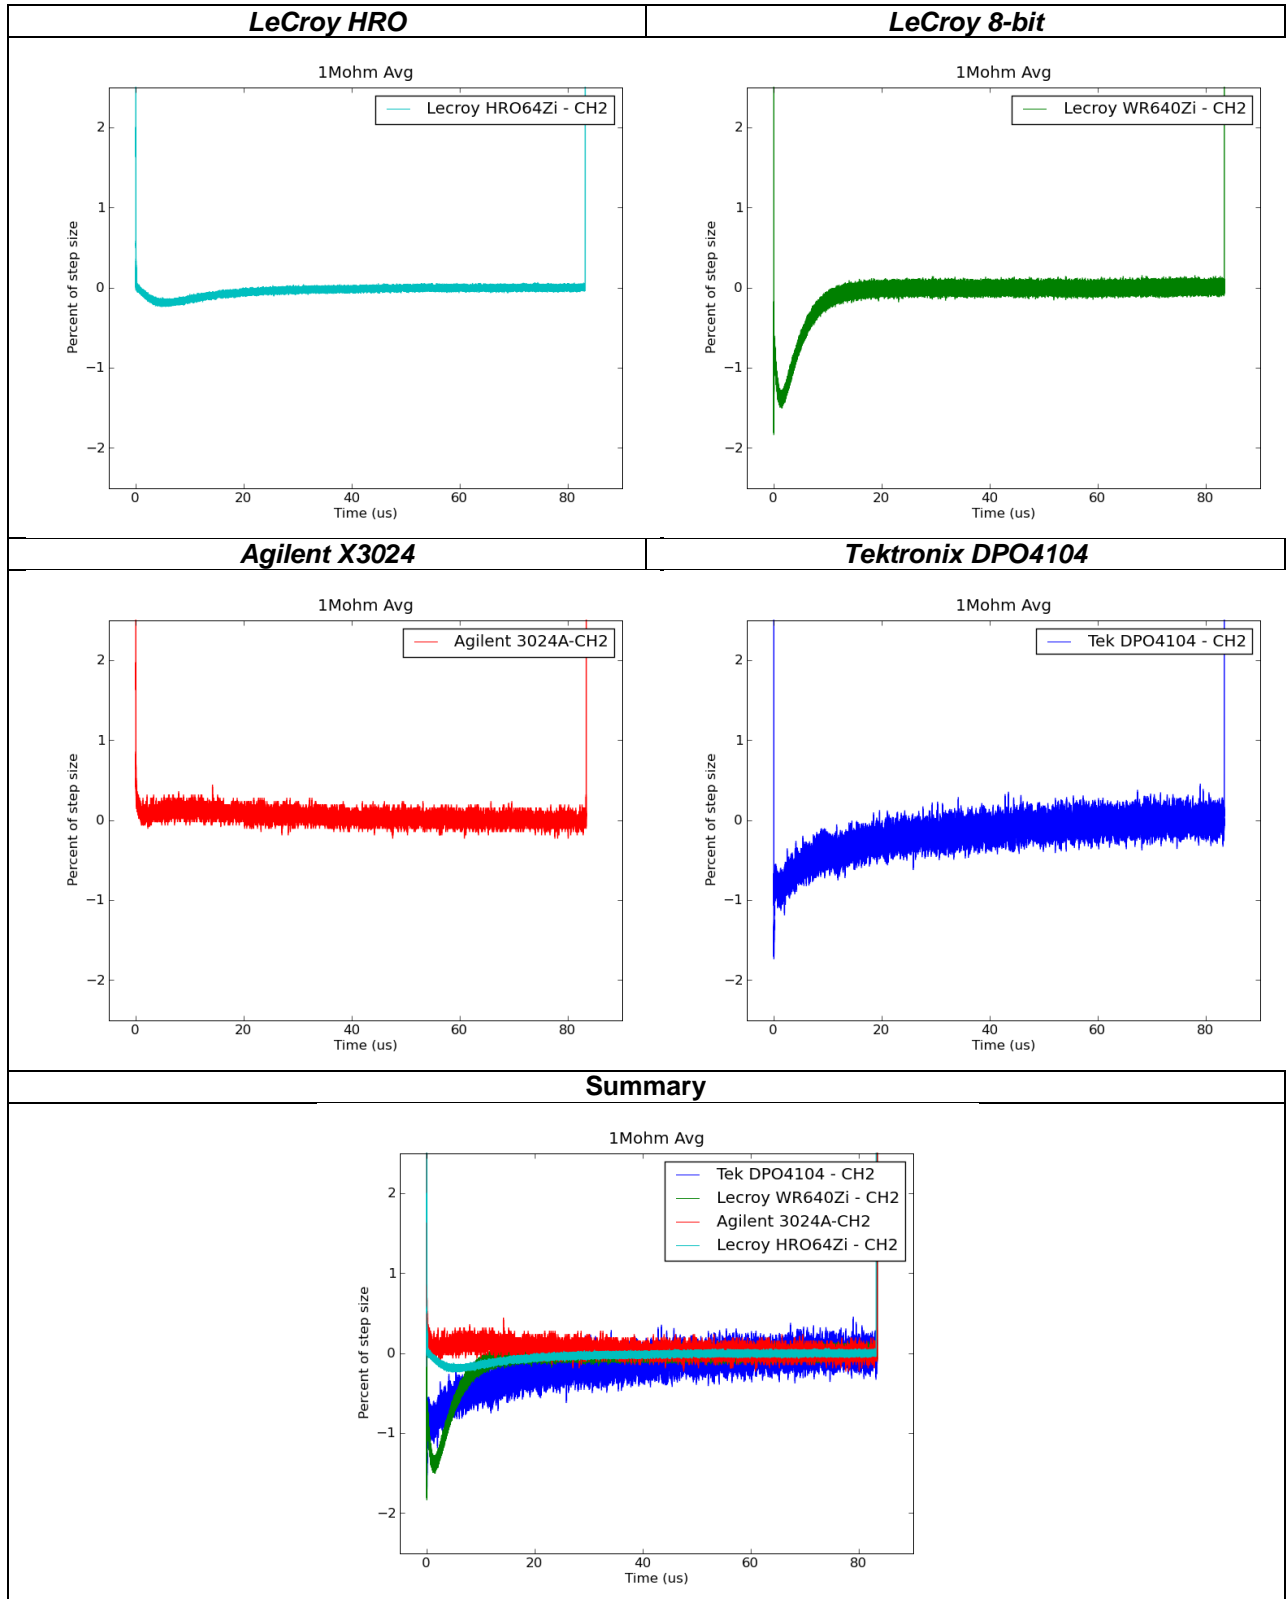 LeCroy HRO
LeCroy 8-bit
1Mohm Avg
Lecroy HRO64Zi - CH2
2
1
0
−1
−2
Percent of step size
0 20 40 60 80
Time (us)
1Mohm Avg
Lecroy WR640Zi - CH2
2
1
0
−1
−2
Percent of step size
0 20 40 60 80
Time (us)
Agilent X3024
Tektronix DPO4104
1Mohm Avg
Agilent 3024A-CH2
2
1
0
−1
−2
Percent of step size
0 20 40 60 80
Time (us)
1Mohm Avg
Tek DPO4104 - CH2
2
1
0
−1
−2
Percent of step size
0 20 40 60 80
Time (us)
Summary
1Mohm Avg
Tek DPO4104 - CH2
Lecroy WR640Zi - CH2
Agilent 3024A-CH2
Lecroy HRO64Zi - CH2
2
1
0
−1
−2
Percent of step size
0 20 40 60 80
Time (us)